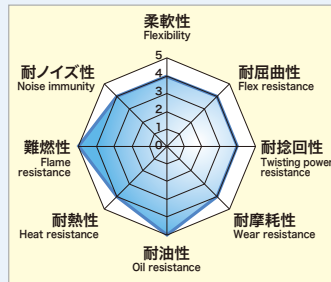 柔軟性
Flexibility
5
4
3
2
1
0
耐ノイズ性
Noise immunity
耐屈曲性
Flex resistance
難燃性
Flame
resistance
耐捻回性
Twisting power
resistance
耐熱性
Heat resistance
耐摩耗性
Wear resistance
耐油性
Oil resistance